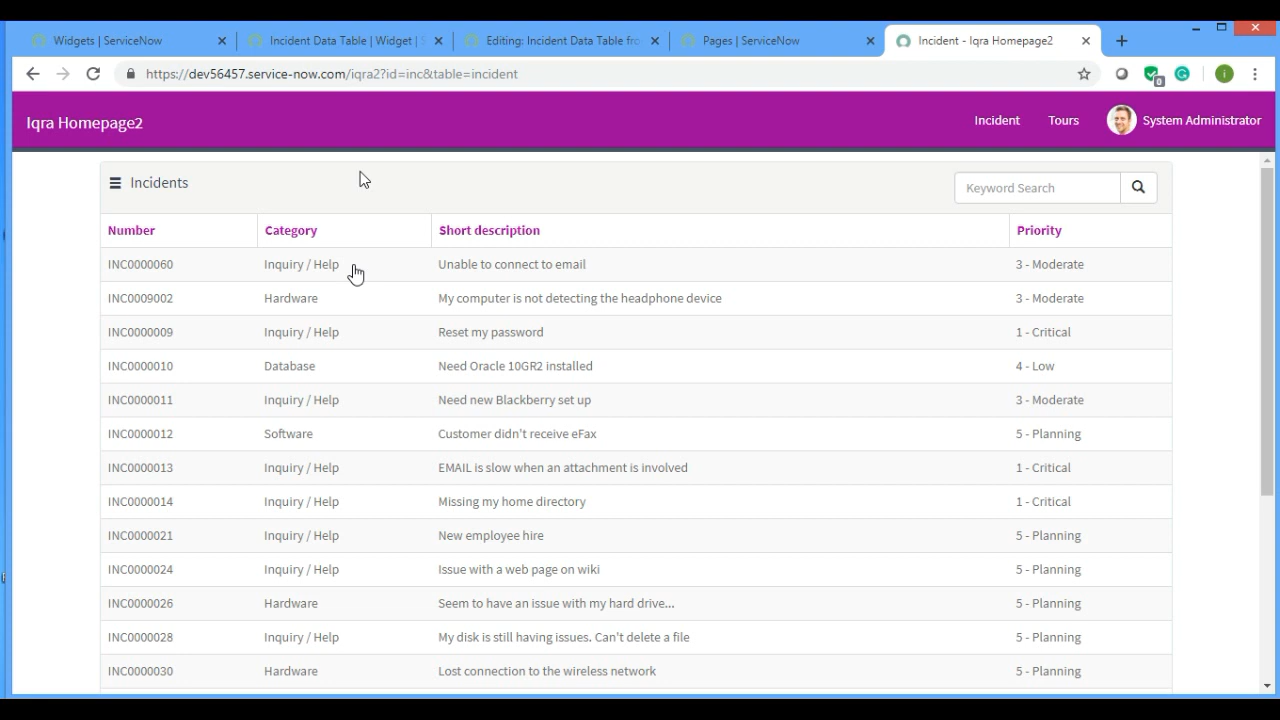 Widgets | ServiceNow
Incident Data Table | Widget | S
Editing: Incident Data Table fro
Pages | ServiceNow
Incident - Iqra Homepage2
https://dev56457.service-now.com/iqra2?id=inc&table=incident
0
i
Iqra Homepage2
Incident Tours System Administrator
Incidents
Keyword Search
Number Category Short description Priority
INC0000060 Inquiry / Help Unable to connect to email 3 - Moderate
INC0009002 Hardware My computer is not detecting the headphone device 3 - Moderate
INC0000009 Inquiry / Help Reset my password 1 - Critical
INC0000010 Database Need Oracle 10GR2 installed 4 - Low
INC0000011 Inquiry / Help Need new Blackberry set up 3 - Moderate
INC0000012 Software Customer didn't receive eFax 5 - Planning
INC0000013 Inquiry / Help EMAIL is slow when an attachment is involved 1 - Critical
INC0000014 Inquiry / Help Missing my home directory 1 - Critical
INC0000021 Inquiry / Help New employee hire 5 - Planning
INC0000024 Inquiry / Help Issue with a web page on wiki 5 - Planning
INC0000026 Hardware Seem to have an issue with my hard drive... 5 - Planning
INC0000028 Inquiry / Help My disk is still having issues. Can't delete a file 5 - Planning
INC0000030 Hardware Lost connection to the wireless network 5 - Planning